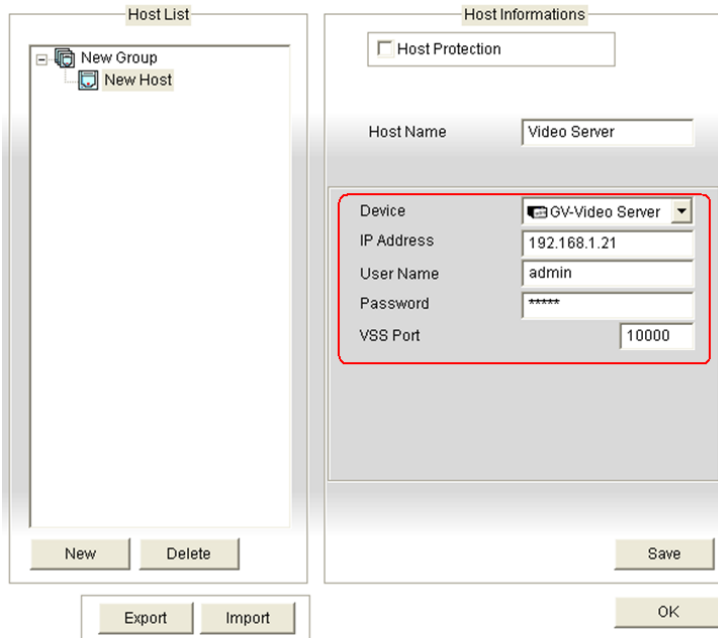 Host List
New Group
New Host
New Delete
Export Import
Host Informations
Host Protection
Host Name Video Server
Device GV-Video Server
IP Address 192.168.1.21
User Name admin
Password *****
VSS Port 10000
Save
OK